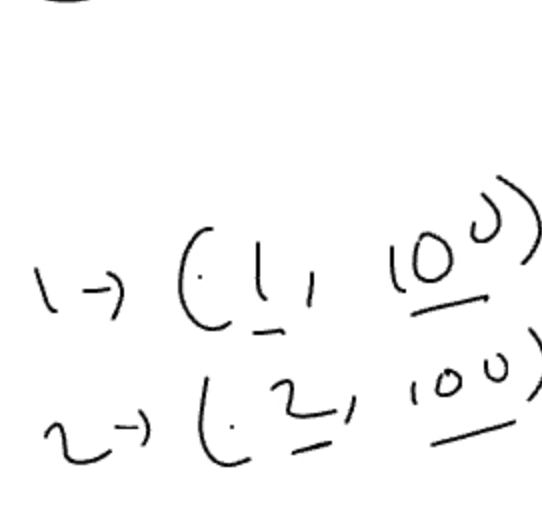 1 -> (. 1, 100)
2 -> (. 2, 100)